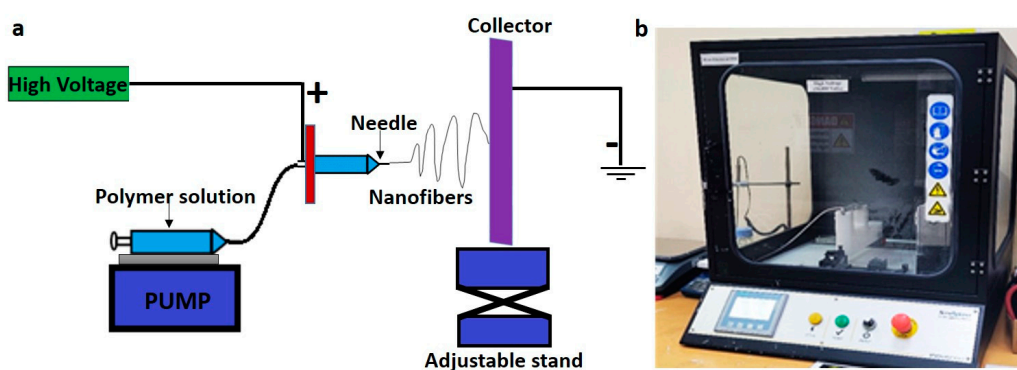 a
Collector
b
High Voltage
+
Needle
-
Polymer solution
Nanofibers
PUMP
Adjustable stand